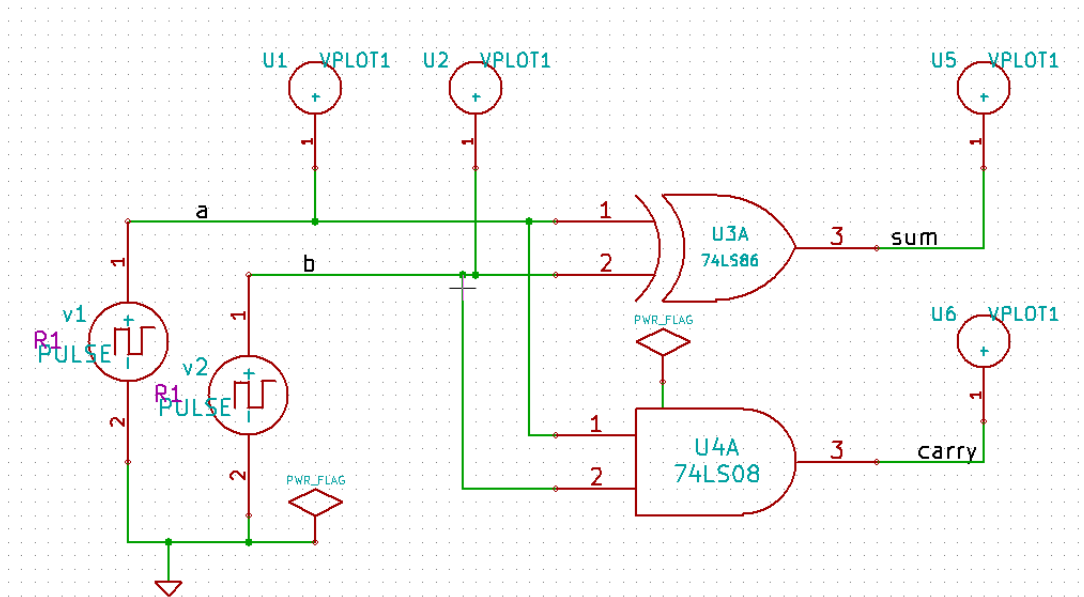 U1 VPLOT1
U2 VPLOT1
U5 VPLOT1
+
+
+
1
1
1
a
1
U3A
74LS86
3
sum
b
2
1
v1
+
R1
PULSE
1
v2
+
R1
PULSE
2
2
PWR_FLAG
PWR_FLAG
U6 VPLOT1
+
1
1
U4A
74LS08
2
3
carry